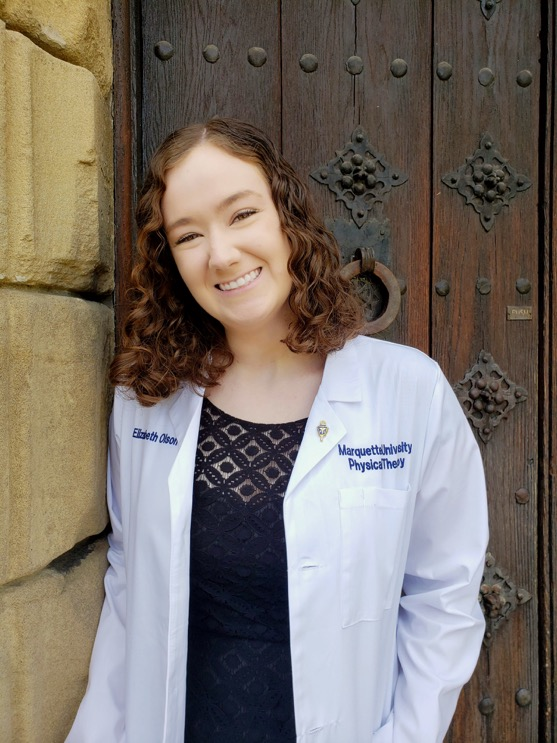 Elizabeth Olson
Marquette University
Physical Therapy